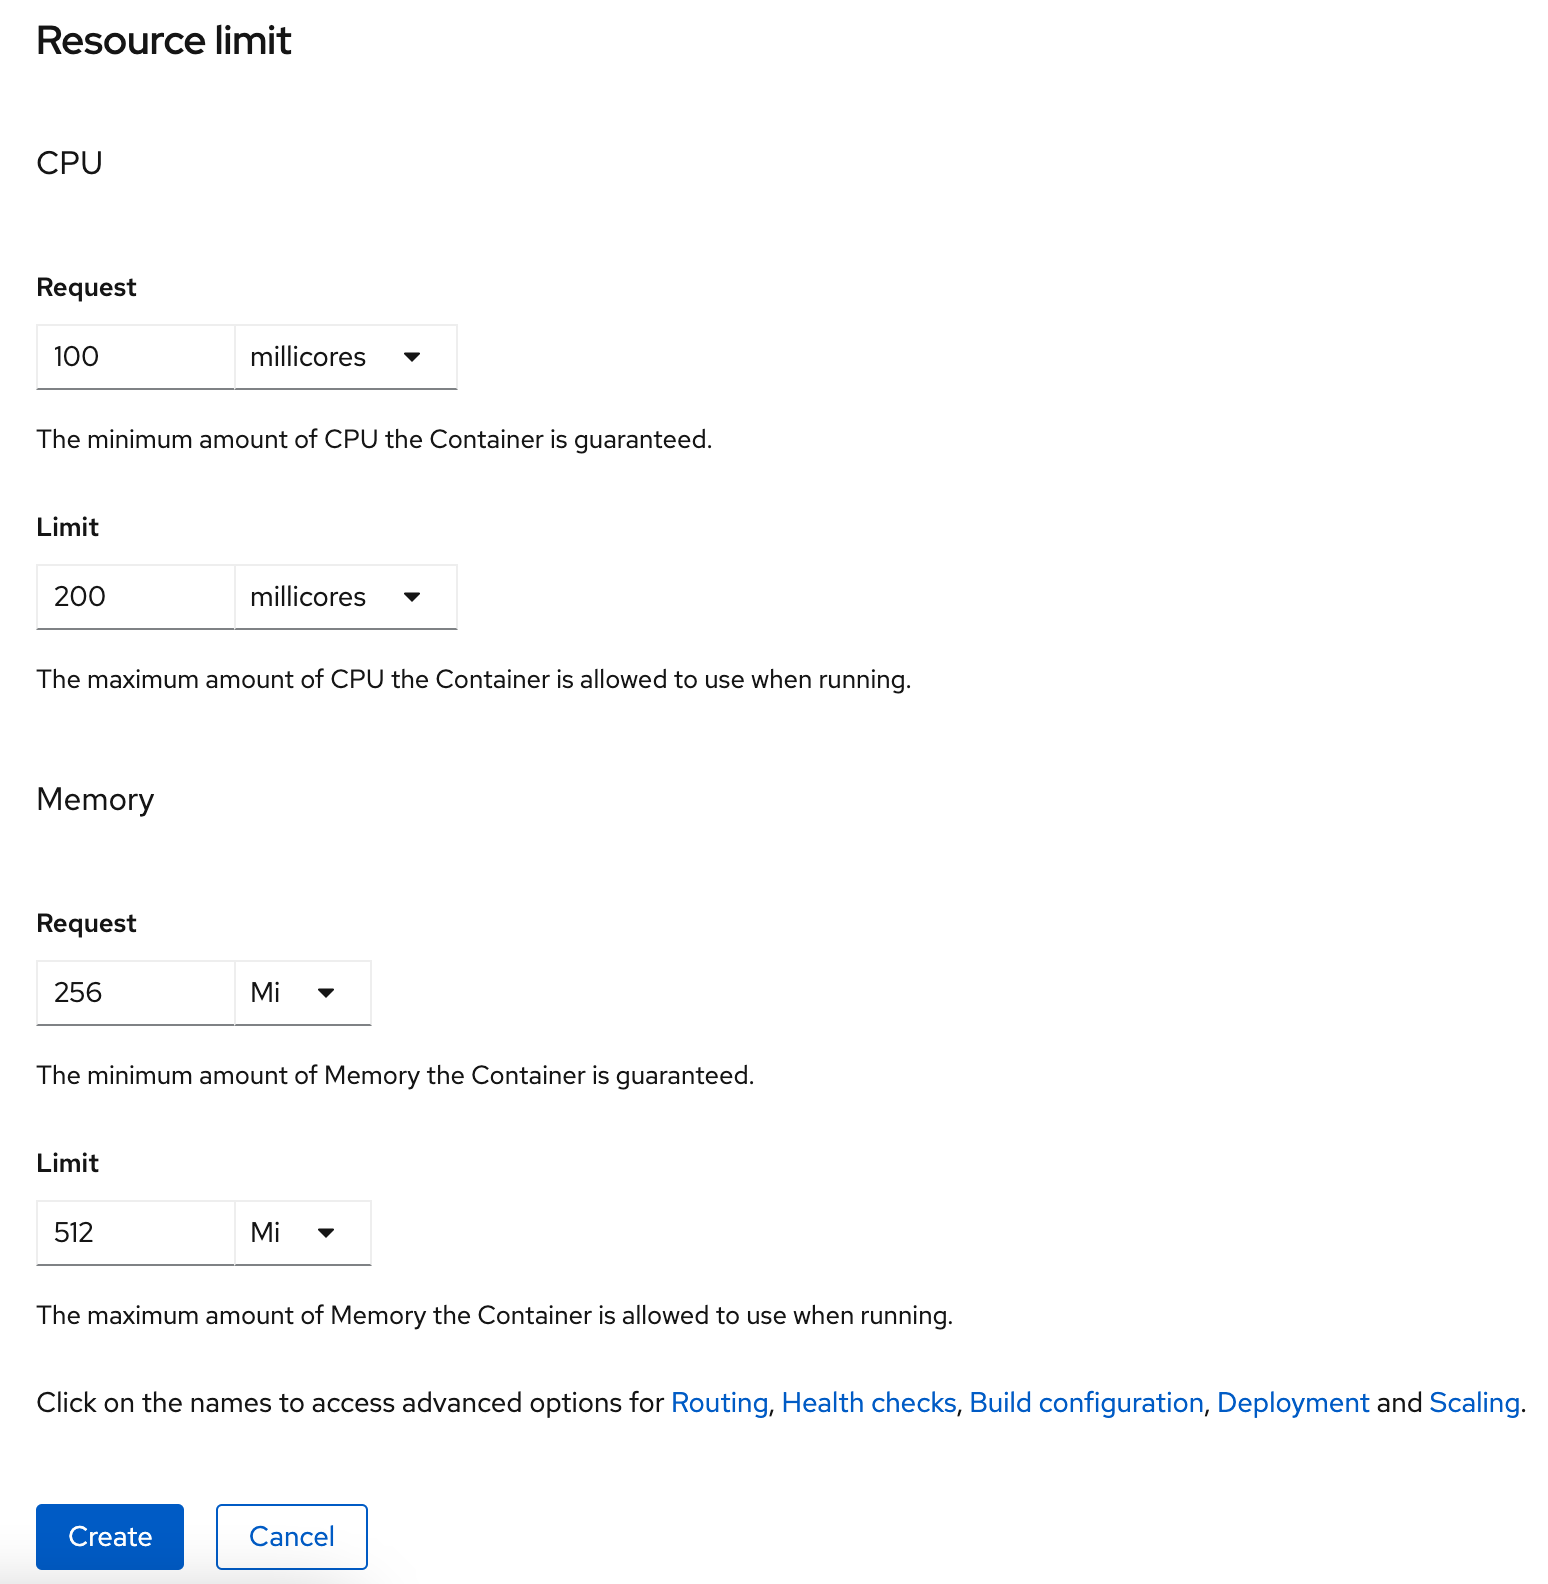 Resource limit
CPU
Request
100 millicores
The minimum amount of CPU the Container is guaranteed.
Limit
200 millicores
The maximum amount of CPU the Container is allowed to use when running.
Memory
Request
256 Mi
The minimum amount of Memory the Container is guaranteed.
Limit
512 Mi
The maximum amount of Memory the Container is allowed to use when running.
Click on the names to access advanced options for Routing, Health checks, Build configuration, Deployment and Scaling.
Create Cancel